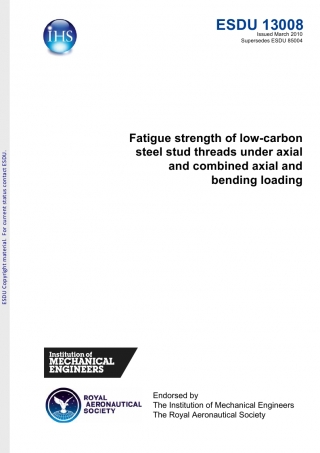 IHS
ESDU 13008
Issued March 2010
Supersedes ESDU 85004
Fatigue strength of low-carbon
steel stud threads under axial
and combined axial and
bending loading
ESDU Copyright material. For current status contact ESDU.
Institution of
MECHANICAL
ENGINEERS
ROYAL
AERONAUTICAL
SOCIETY
Endorsed by
The Institution of Mechanical Engineers
The Royal Aeronautical Society